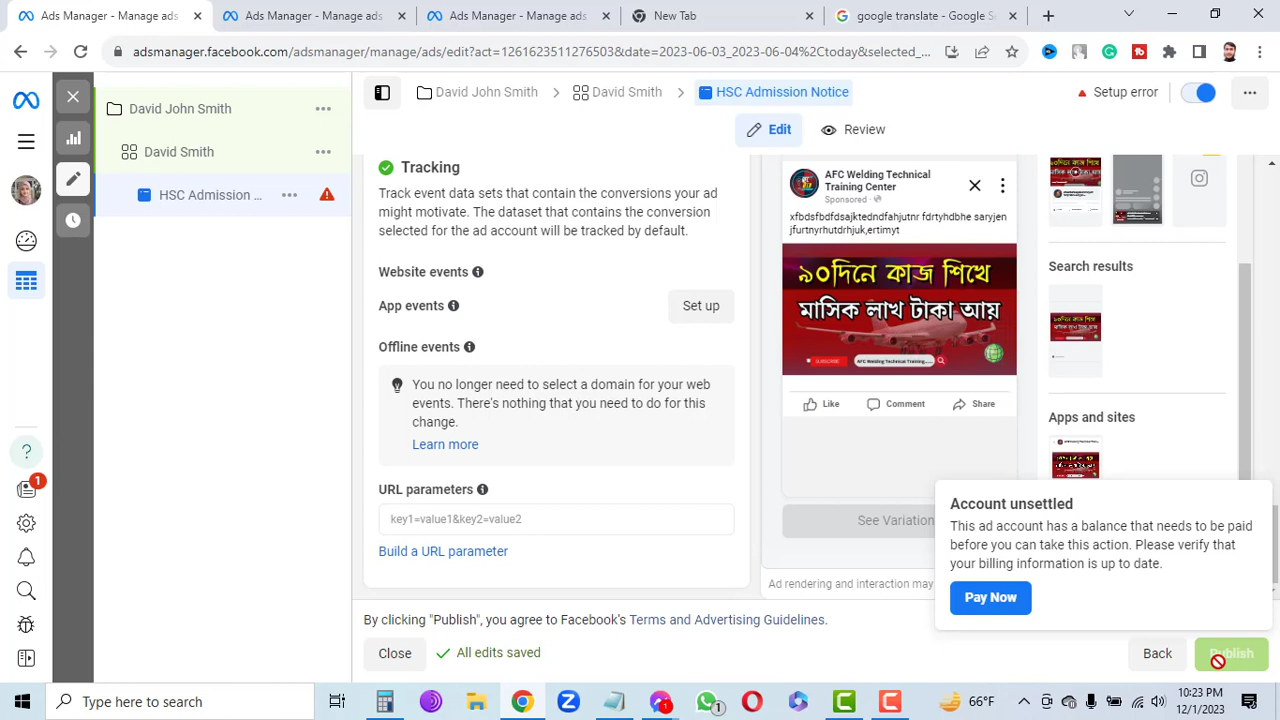 Ads Manager - Manage ads
Ads Manager - Manage ads
Ads Manager - Manage ads
New Tab
google translate - Google S
adsmanager.facebook.com/adsmanager/manage/ads/edit?act=1261623511276503&date=2023-06-03_2023-06-04%2Ctoday&selected_...
David John Smith
David Smith
HSC Admission Notice
Setup error
David John Smith
David Smith
HSC Admission ...
Edit
Review
Tracking
Track event data sets that contain the conversions your ad
might motivate. The dataset that contains the conversion
selected for the ad account will be tracked by default.
Website events
App events
Set up
Offline events
You no longer need to select a domain for your web
events. There's nothing that you need to do for this
change.
Learn more
URL parameters
key1=value1&key2=value2
Build a URL parameter
AFC Welding Technical
Training Center
Sponsored ·
xfbdsfbdfdsajktedndfahjutnr fdrtyhdbhe saryjen
jfurtnyrhutdrhjuk,ertimyt
৯০দিনে কাজ শিখে
মাসিক লাখ টাকা আয়
SUBSCRIBE
AFC Welding Technical Training....
Like
Comment
Share
See Variation
Ad rendering and interaction may
Search results
Apps and sites
Account unsettled
This ad account has a balance that needs to be paid
before you can take this action. Please verify that
your billing information is up to date.
Pay Now
By clicking "Publish", you agree to Facebook's Terms and Advertising Guidelines.
Close
All edits saved
Back
Publish
1
Type here to search
1
1
66°F
10:23 PM
12/1/2023